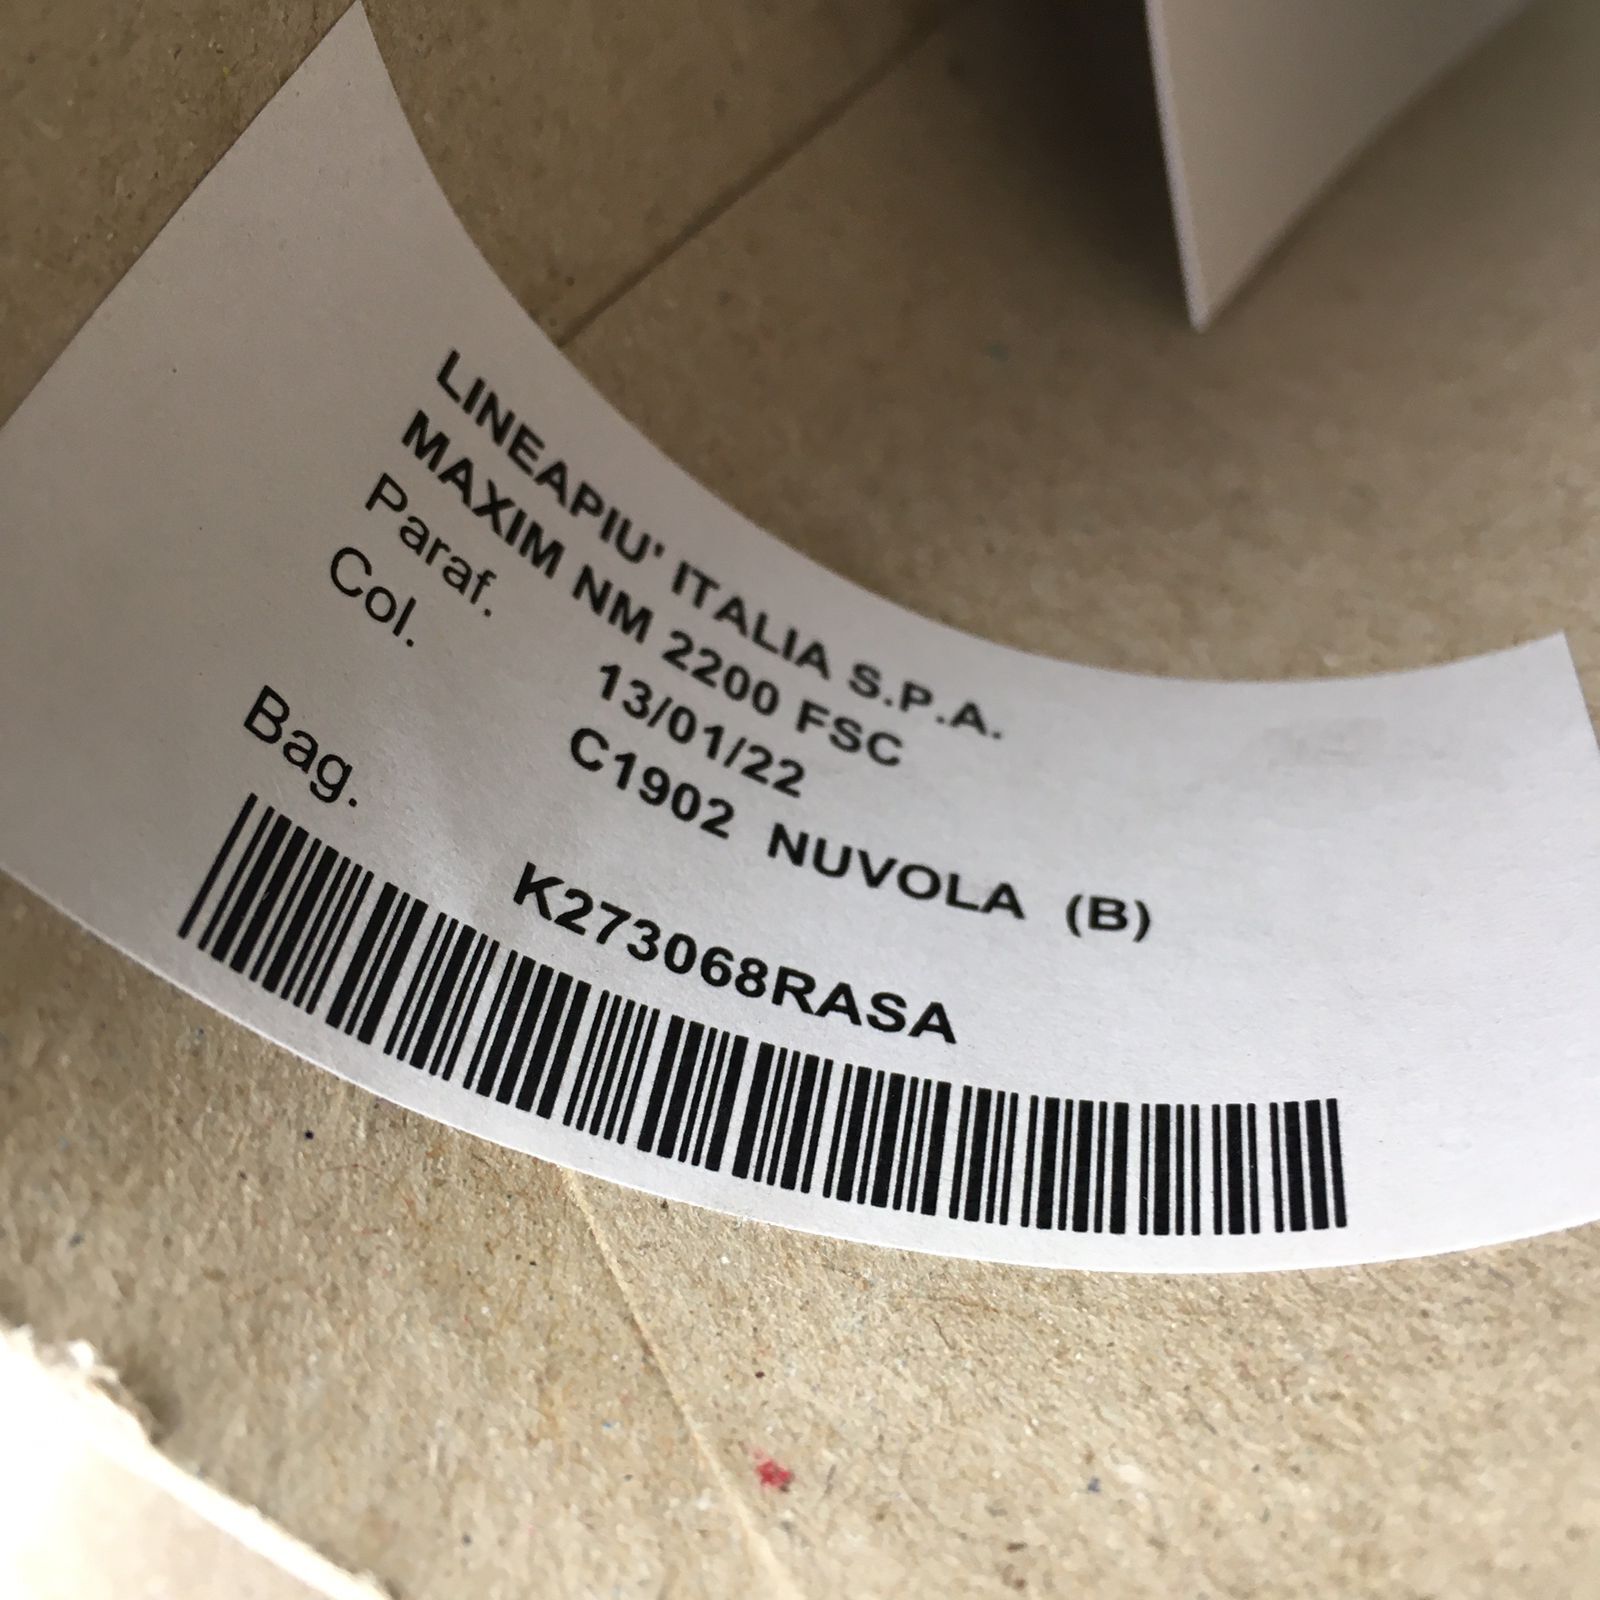 LINEAPIU' ITALIA S.P.A.
MAXIM NM 2200 FSC
Paraf. 13/01/22
Col. C1902 NUVOLA (B)
Bag. K273068RASA